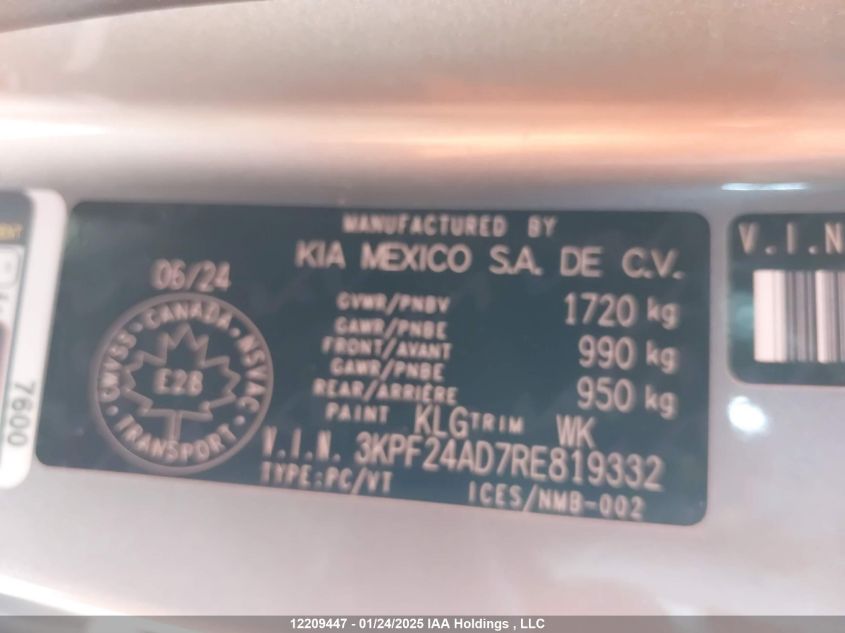 MANUFACTURED BY
KIA MEXICO S.A. DE C.V.
06/24
GVWR/PNBV 1720 kg
GAWR/PNBE
FRONT/AVANT 990 kg
GAWR/PNBE
REAR/ARRIÈRE 950 kg
PAINT KLG TRIM WK
V.I.N. 3KPF24AD7RE819332
TYPE:PC/VT ICES/NMB-002
CMVSS · CANADA · NSVAC
E28
TRANSPORT
7600
V.I.N
12209447 - 01/24/2025 IAA Holdings , LLC